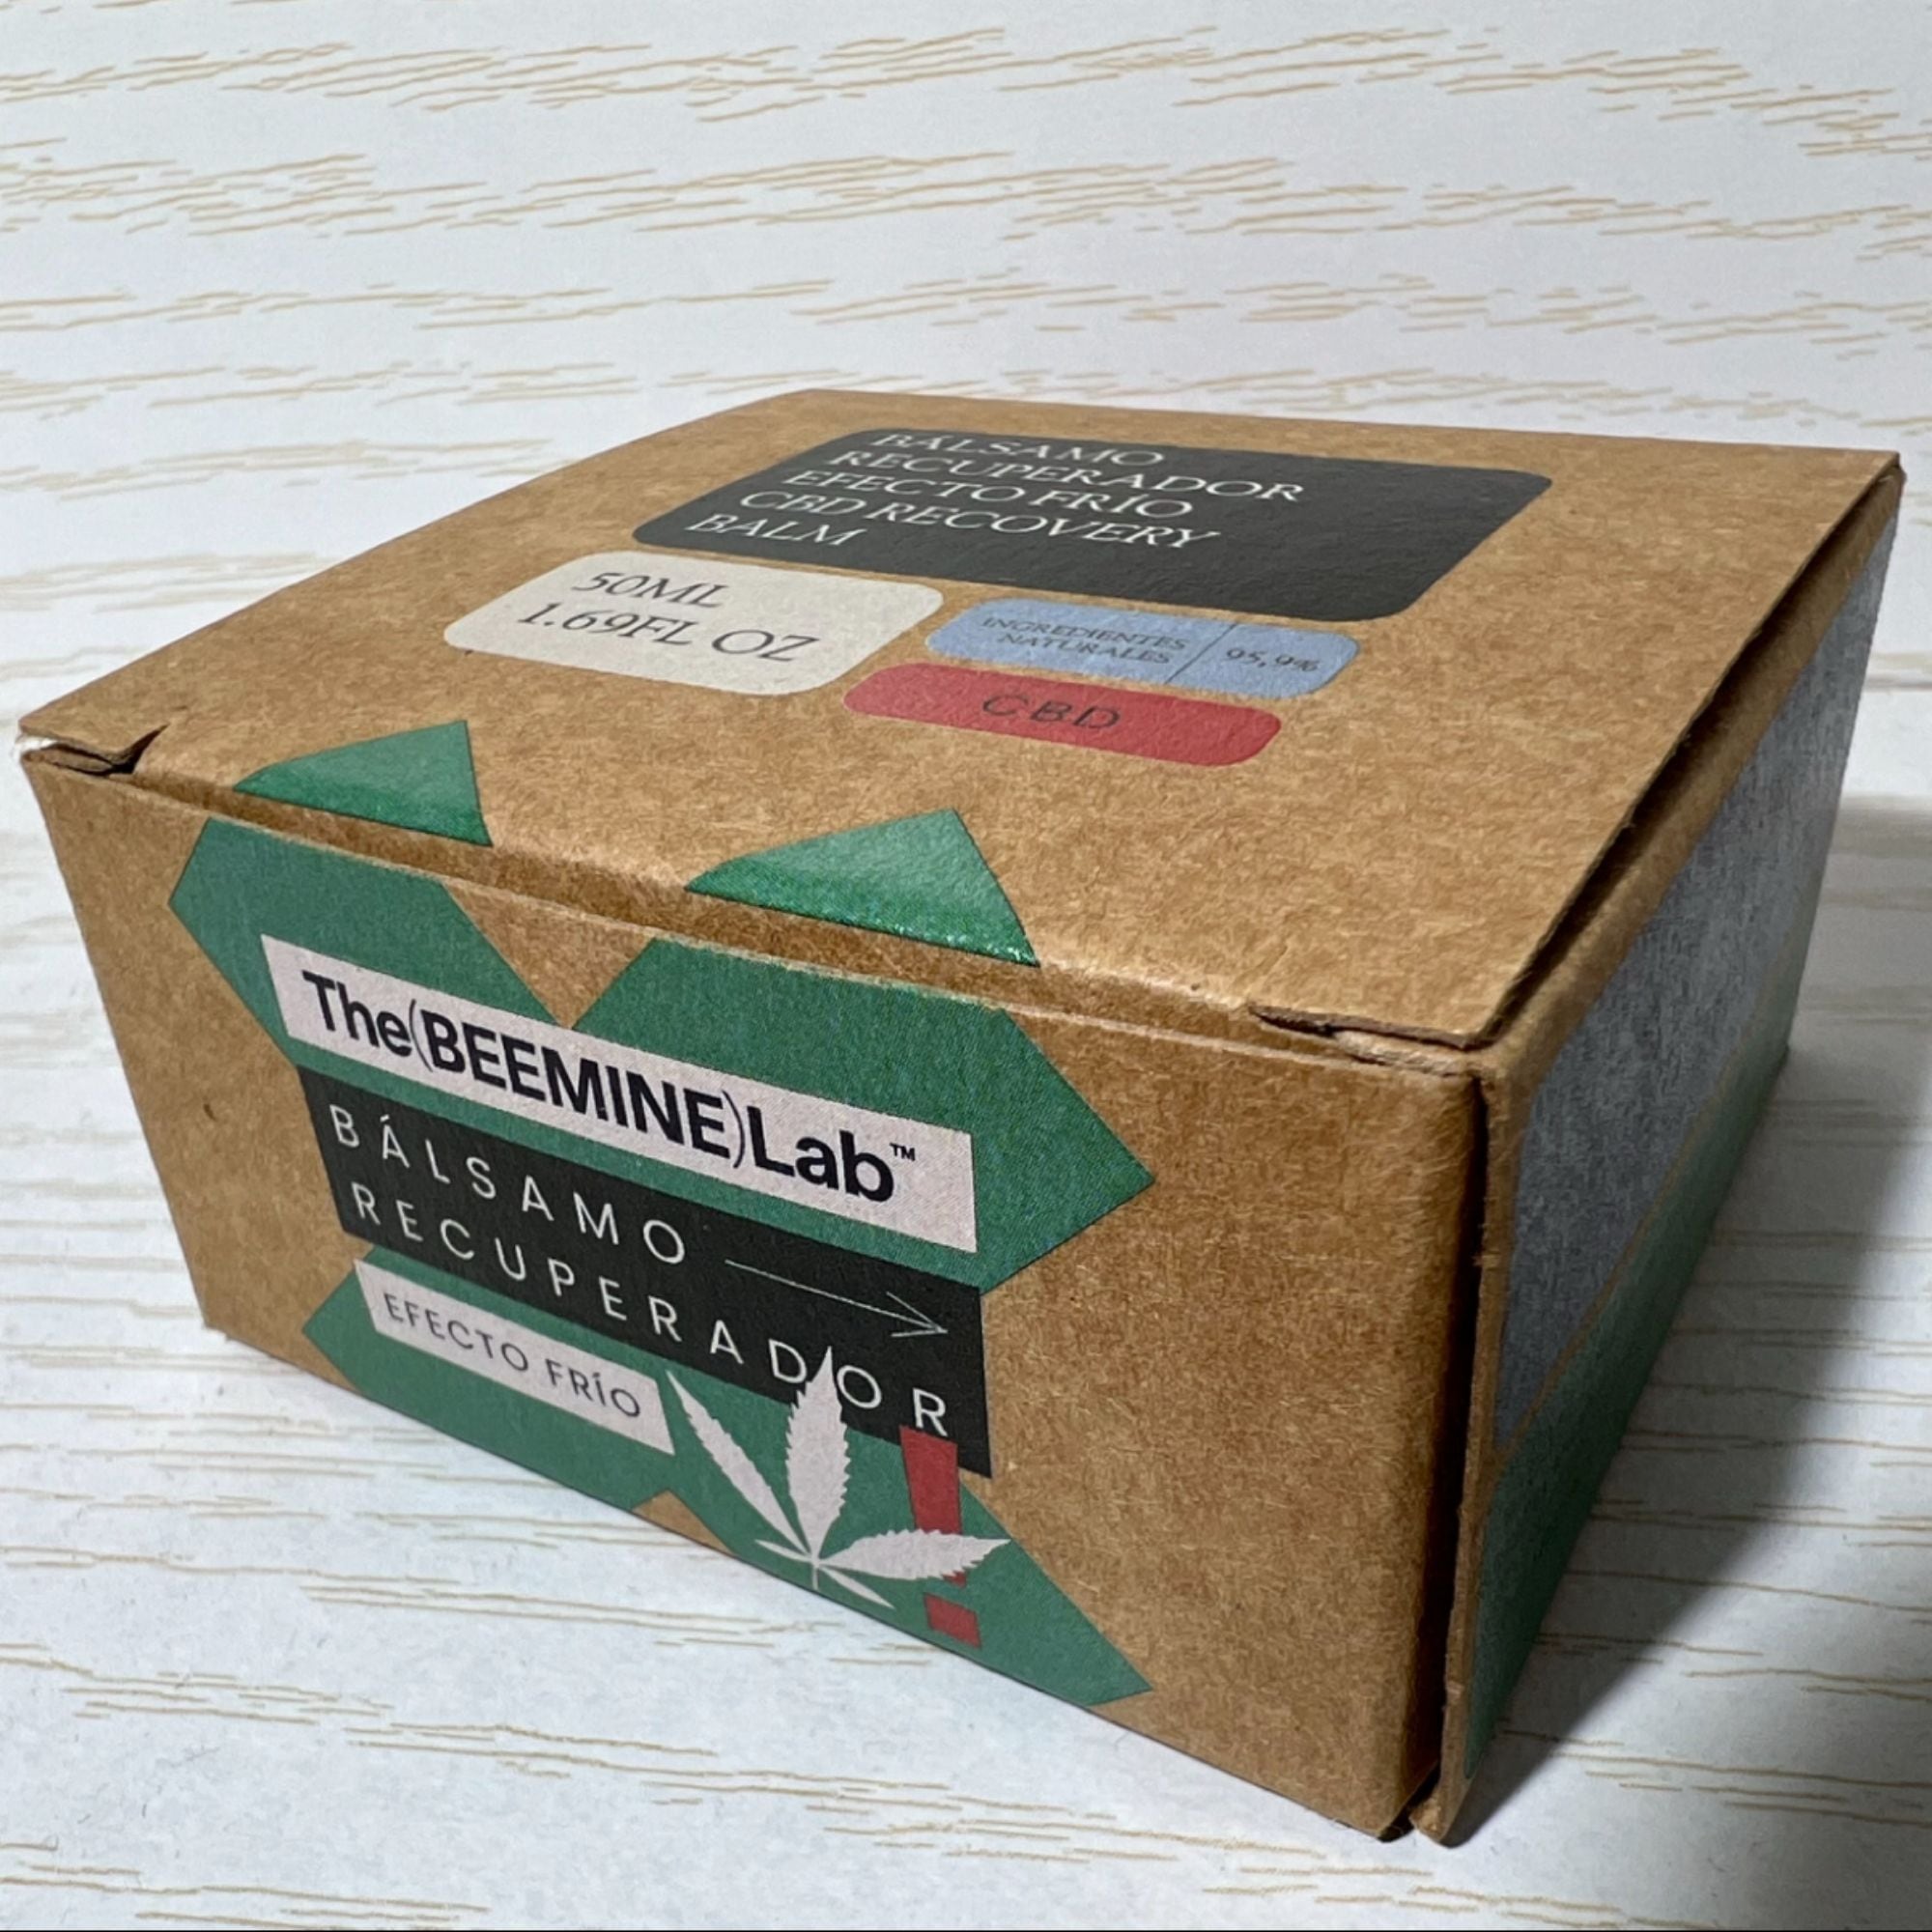 BÁLSAMO
RECUPERADOR
EFECTO FRÍO
CBD RECOVERY
BALM
50ML
1.69FL OZ
INGREDIENTES
NATURALES
95,9%
CBD
The(BEEMINE)Lab™
BÁLSAMO
RECUPERADOR
EFECTO FRÍO